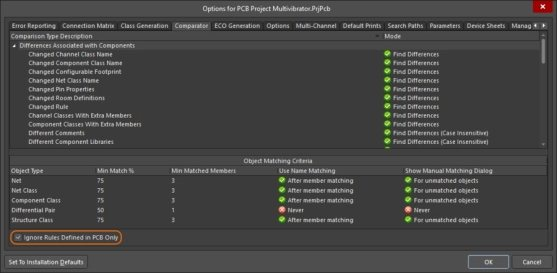 Options for PCB Project Multivibrator.PrjPcb
Error Reporting Connection Matrix Class Generation Comparator ECO Generation Options Multi-Channel Default Prints Search Paths Parameters Device Sheets Manag
Comparison Type Description Mode
Differences Associated with Components
Changed Channel Class Name Find Differences
Changed Component Class Name Find Differences
Changed Configurable Footprint Find Differences
Changed Net Class Name Find Differences
Changed Pin Properties Find Differences
Changed Room Definitions Find Differences
Changed Rule Find Differences
Channel Classes With Extra Members Find Differences
Component Classes With Extra Members Find Differences
Different Comments Find Differences (Case Insensitive)
Different Component Libraries Find Differences (Case Insensitive)
Object Matching Criteria
Object Type Min Match % Min Matched Members Use Name Matching Show Manual Matching Dialog
Net 75 3 After member matching For unmatched objects
Net Class 75 3 After member matching For unmatched objects
Component Class 75 3 After member matching For unmatched objects
Differential Pair 50 1 Never Never
Structure Class 75 3 After member matching For unmatched objects
Ignore Rules Defined in PCB Only
Set To Installation Defaults OK Cancel